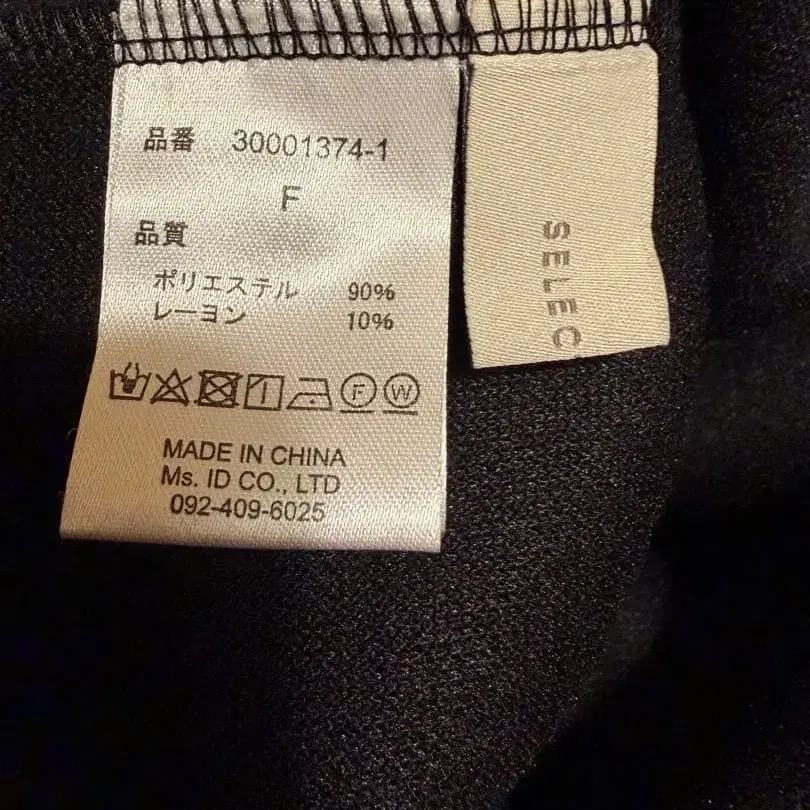 品番 30001374-1
F
品質
ポリエステル 90%
レーヨン 10%
F W
MADE IN CHINA
Ms. ID CO., LTD
092-409-6025
SELEC